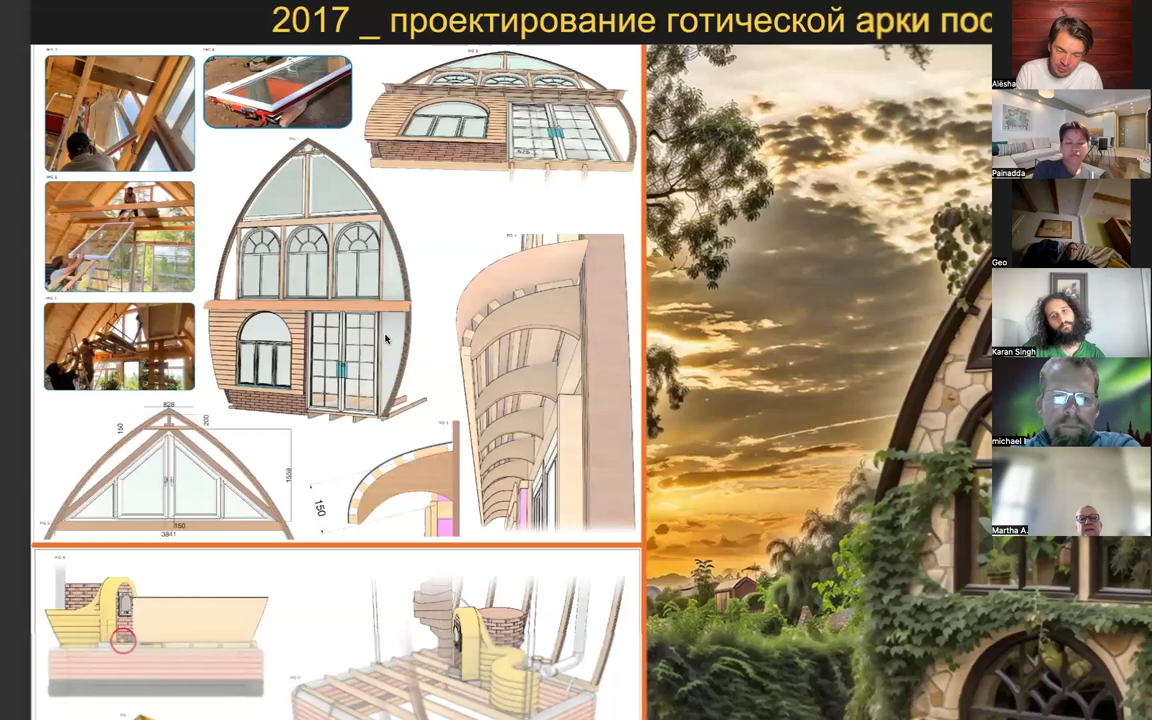 2017 _ проектирование готической арки пос
828
150
200
1559
150
3841
150
Alësha
Painadda
Geo
Karan Singh
michael
Martha A.